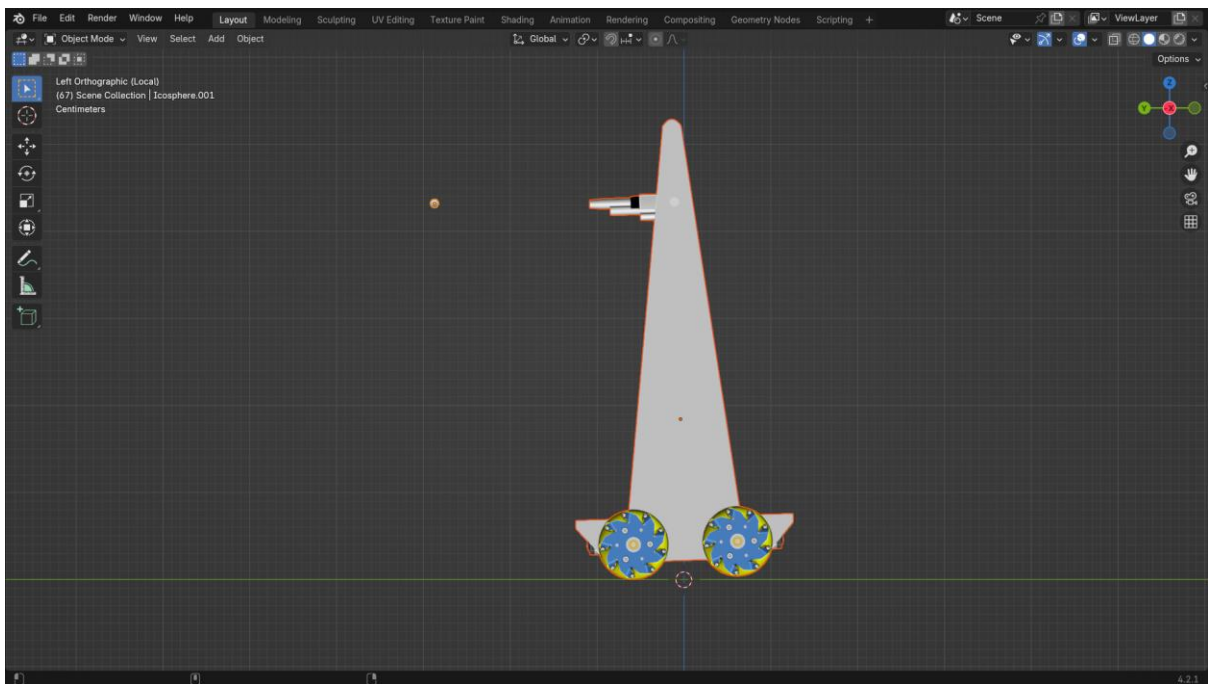 File Edit Render Window Help Layout Modeling Sculpting UV Editing Texture Paint Shading Animation Rendering Compositing Geometry Nodes Scripting + Scene ViewLayer
Object Mode View Select Add Object Global
Options
Left Orthographic (Local)
(67) Scene Collection | Icosphere.001
Centimeters
Z
Y
-X
4.2.1